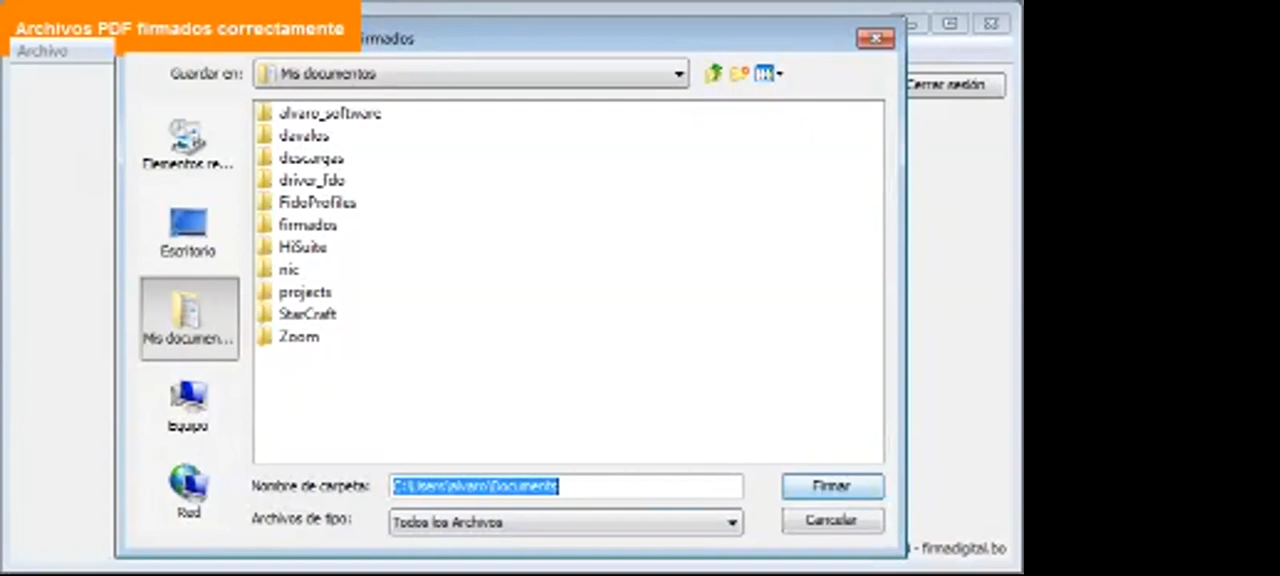 Archivos PDF firmados correctamente
firmados
Archivo
Guardar en: Mis documentos
Cerrar sesión
alvaro_software
davalos
descargas
driver_fdo
FidoProfiles
firmados
HiSuite
nic
projects
StarCraft
Zoom
Elementos re...
Escritorio
Mis documen...
Equipo
Red
Nombre de carpeta: C:\Users\alvaro\Documents
Firmar
Archivos de tipo: Todos los Archivos
Cancelar
- firmadigital.bo